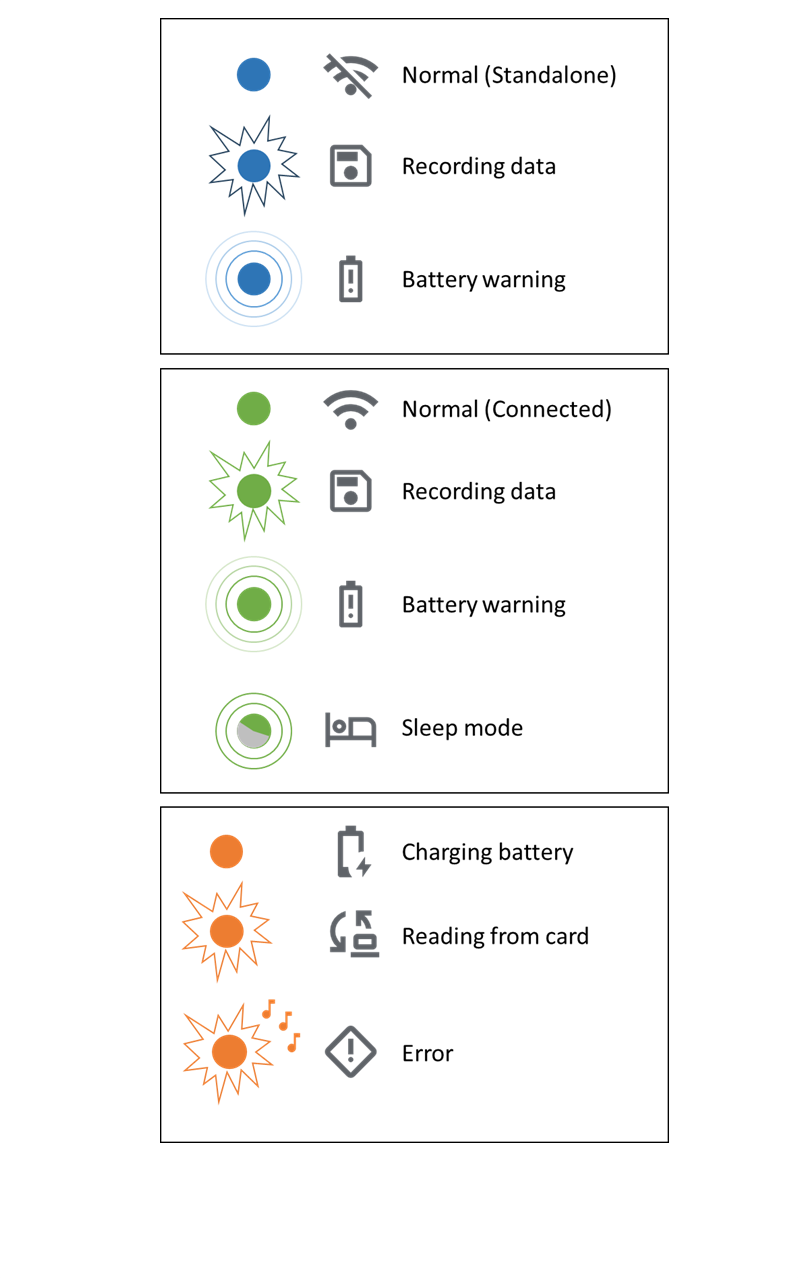 Normal (Standalone)
Recording data
Battery warning
Normal (Connected)
Recording data
Battery warning
Sleep mode
Charging battery
Reading from card
Error